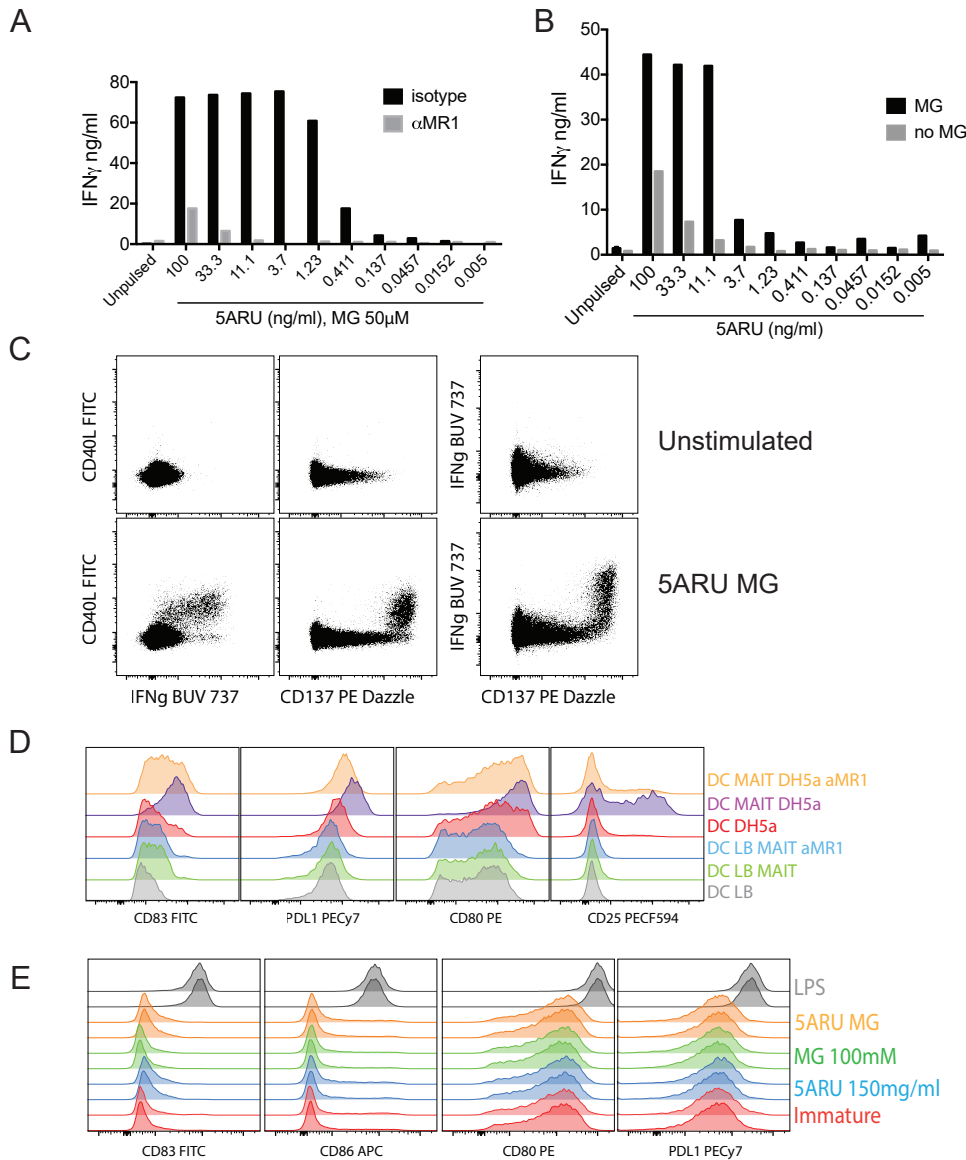 A
IFNγ ng/ml
80
60
40
20
0
isotype
αMR1
Unpulsed
100
33.3
11.1
3.7
1.23
0.411
0.137
0.0457
0.0152
0.005
5ARU (ng/ml), MG 50µM
B
IFNγ ng/ml
50
40
30
20
10
0
MG
no MG
Unpulsed
100
33.3
11.1
3.7
1.23
0.411
0.137
0.0457
0.0152
0.005
5ARU (ng/ml)
C
CD40L FITC
IFNg BUV 737
Unstimulated
CD40L FITC
IFNg BUV 737
5ARU MG
IFNg BUV 737
CD137 PE Dazzle
CD137 PE Dazzle
D
DC MAIT DH5a aMR1
DC MAIT DH5a
DC DH5a
DC LB MAIT aMR1
DC LB MAIT
DC LB
CD83 FITC
PDL1 PECy7
CD80 PE
CD25 PECF594
E
LPS
5ARU MG
MG 100mM
5ARU 150mg/ml
Immature
CD83 FITC
CD86 APC
CD80 PE
PDL1 PECy7